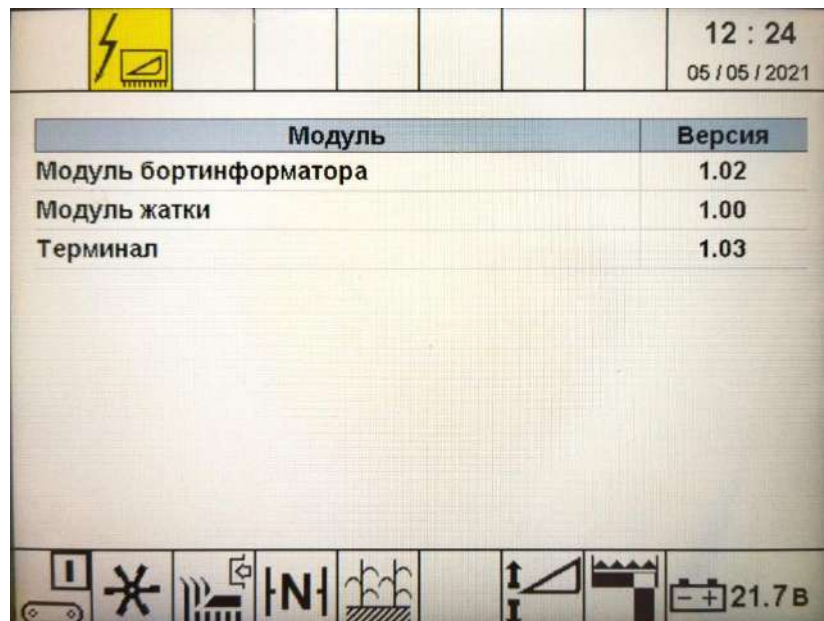 12 : 24
05 / 05 / 2021
Модуль Версия
Модуль бортинформатора 1.02
Модуль жатки 1.00
Терминал 1.03
I N I 21.7 В